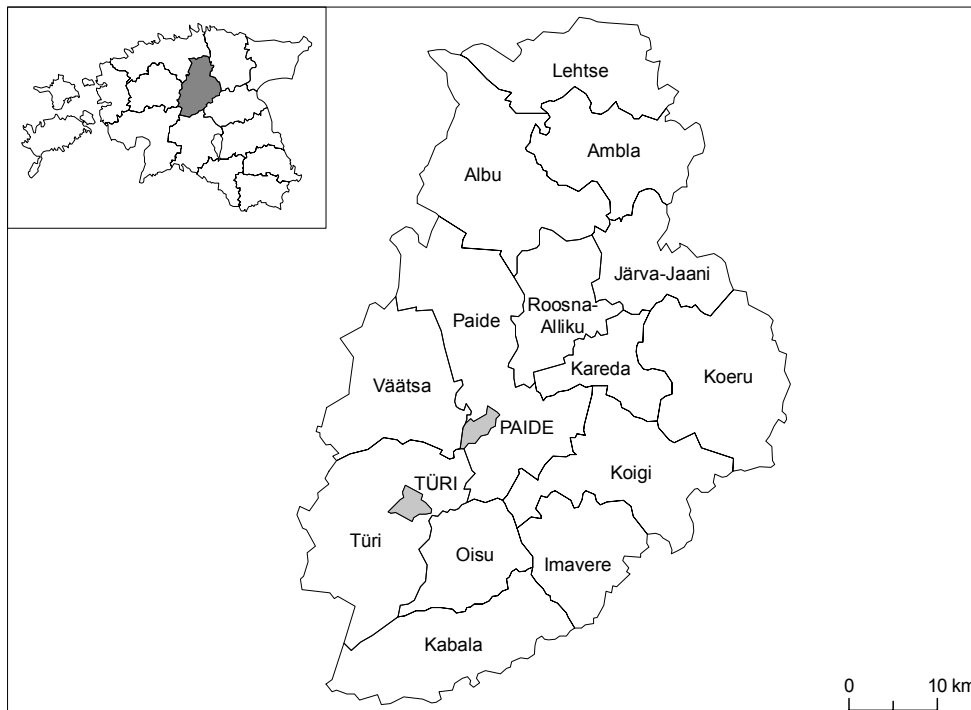 Lehtse
Ambla
Albu
Järva-Jaani
Roosna-
Alliku
Paide
Kareda
Koeru
Väätsa
PAIDE
Koigi
TÜRI
Türi
Oisu
Imavere
Kabala
0 10 km